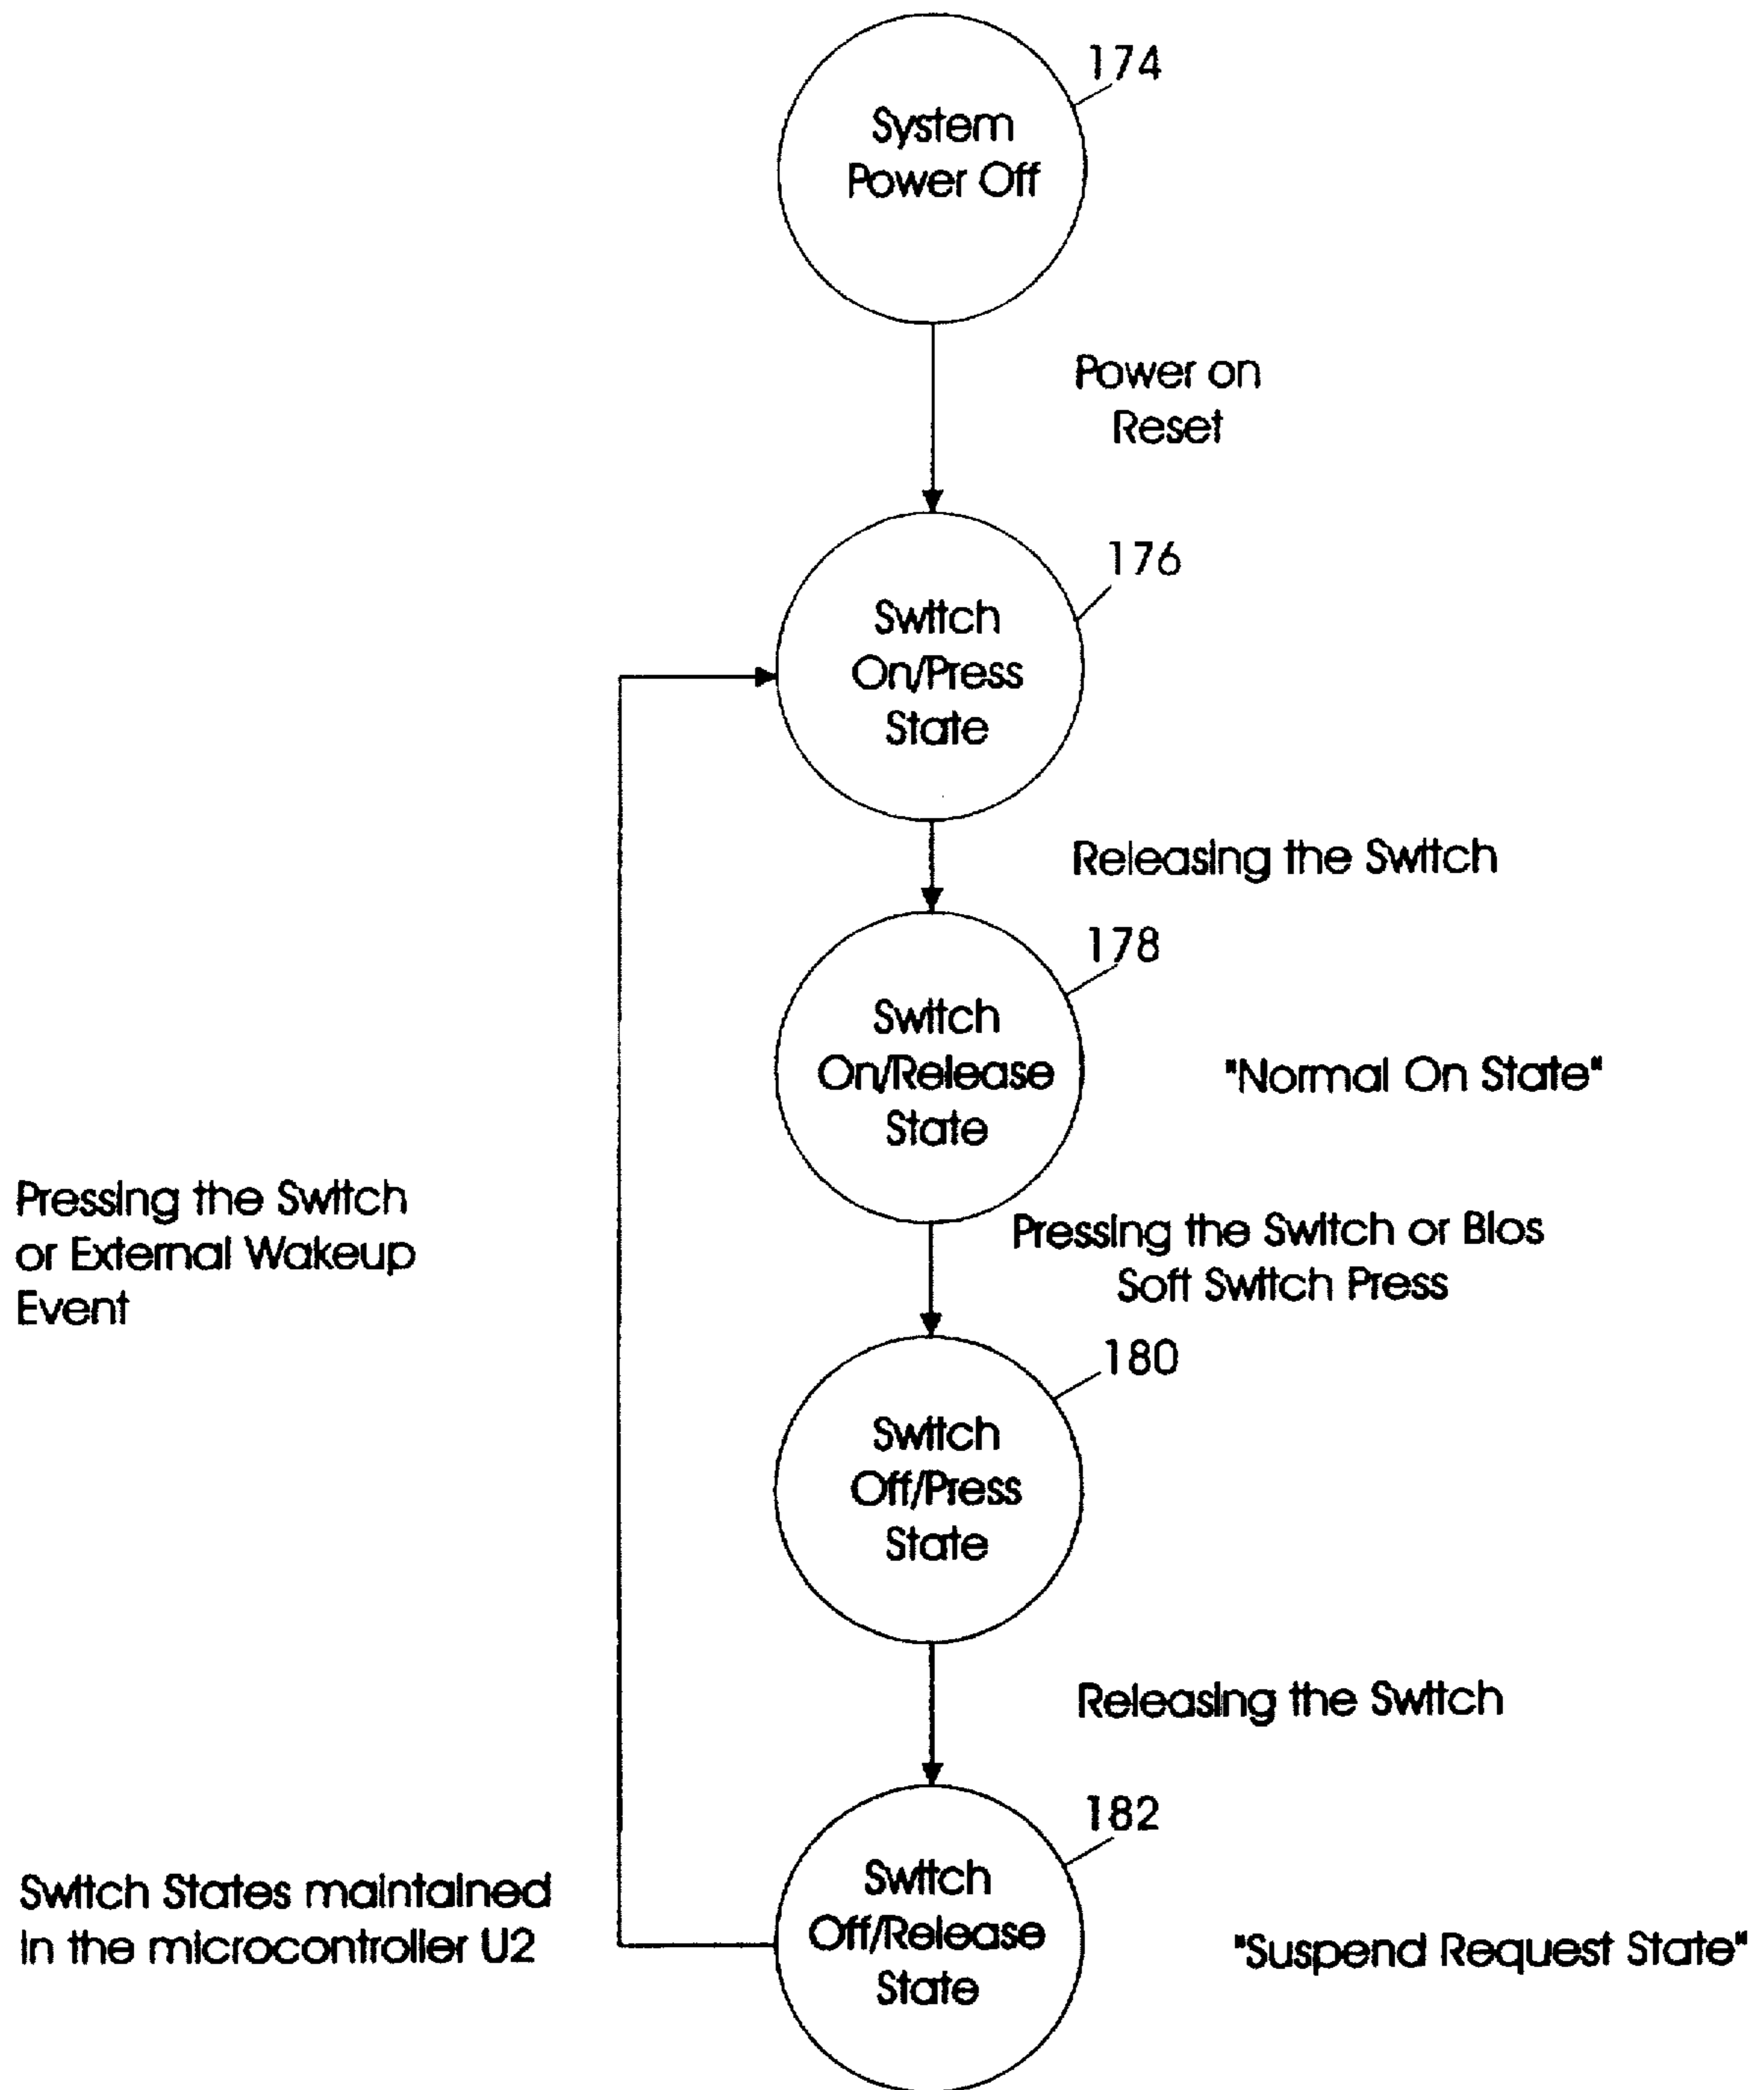 174
System
Power Off
Power on
Reset
176
Switch
On/Press
State
Releasing the Switch
178
Switch
On/Release
State
"Normal On State"
Pressing the Switch
or External Wakeup
Event
Pressing the Switch or Bios
Soft Switch Press
180
Switch
Off/Press
State
Releasing the Switch
182
Switch
Off/Release
State
Switch States maintained
in the microcontroller U2
"Suspend Request State"